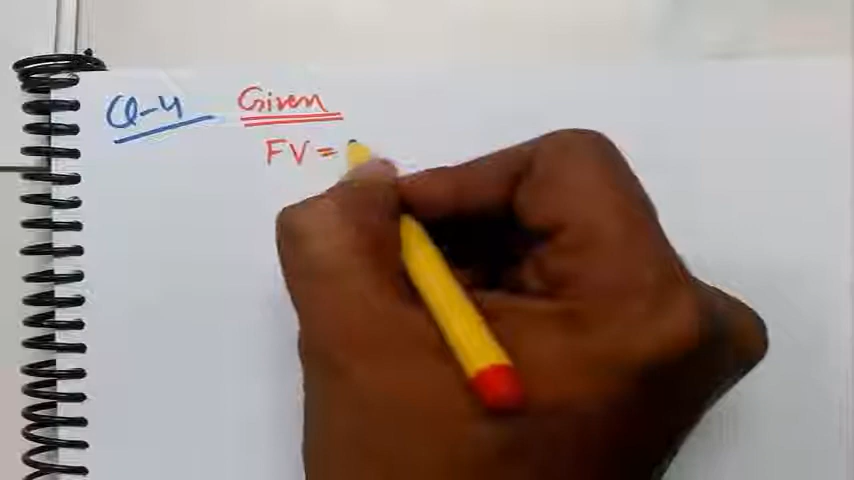 Q-4 Given
FV =